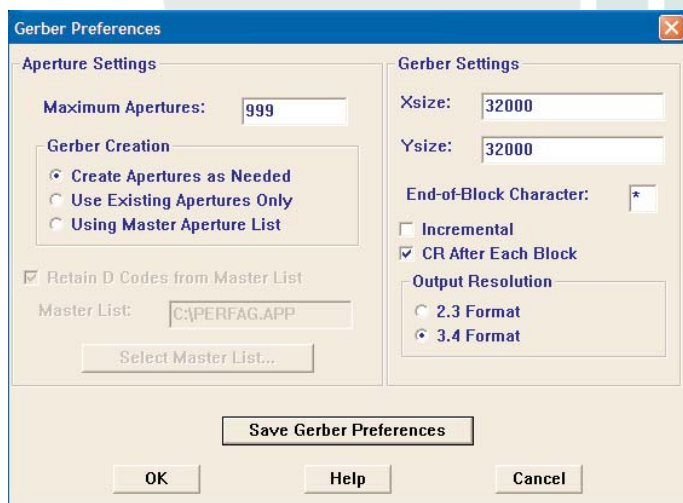 Gerber Preferences
Aperture Settings
Maximum Apertures: 999
Gerber Creation
Create Apertures as Needed
Use Existing Apertures Only
Using Master Aperture List
Retain D Codes from Master List
Master List: C:\PERFAG.APP
Select Master List...
Gerber Settings
Xsize: 32000
Ysize: 32000
End-of-Block Character: *
Incremental
CR After Each Block
Output Resolution
2.3 Format
3.4 Format
Save Gerber Preferences
OK Help Cancel